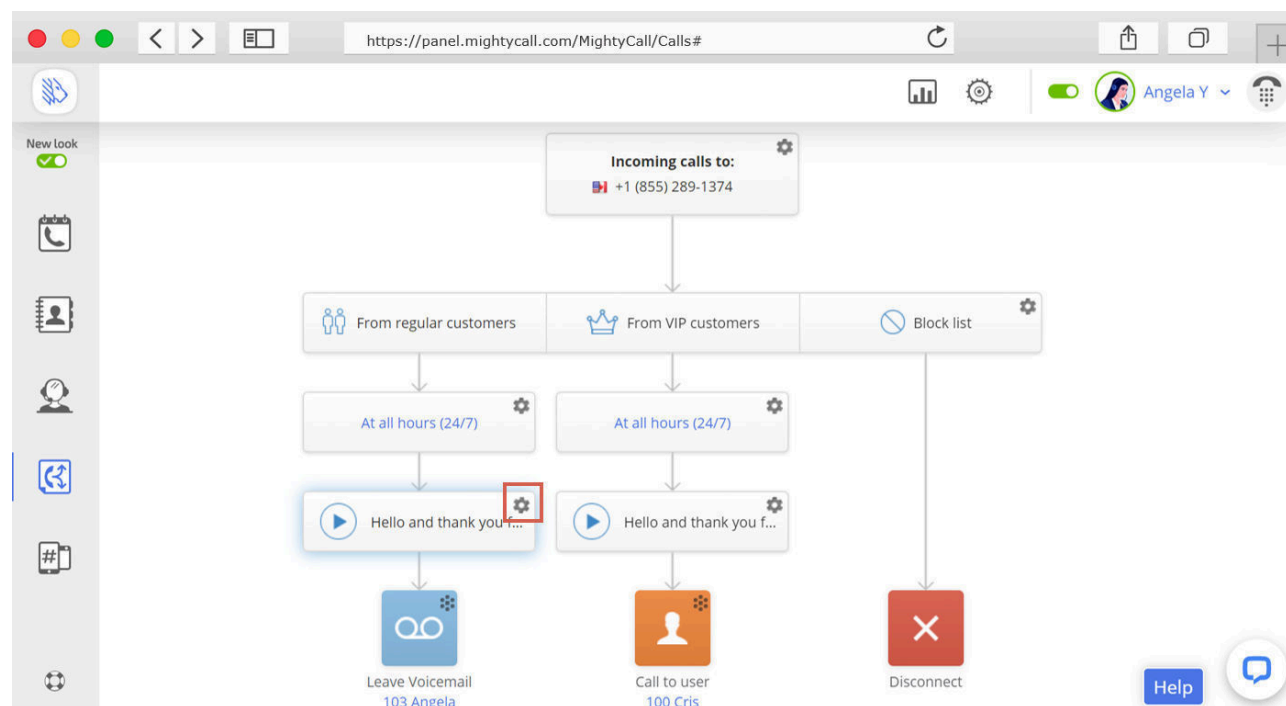 https://panel.mightycall.com/MightyCall/Calls#
Angela Y
New look
Incoming calls to:
+1 (855) 289-1374
From regular customers
From VIP customers
Block list
At all hours (24/7)
At all hours (24/7)
Hello and thank you f...
Hello and thank you f...
Leave Voicemail
103 Angela
Call to user
100 Cris
Disconnect
Help